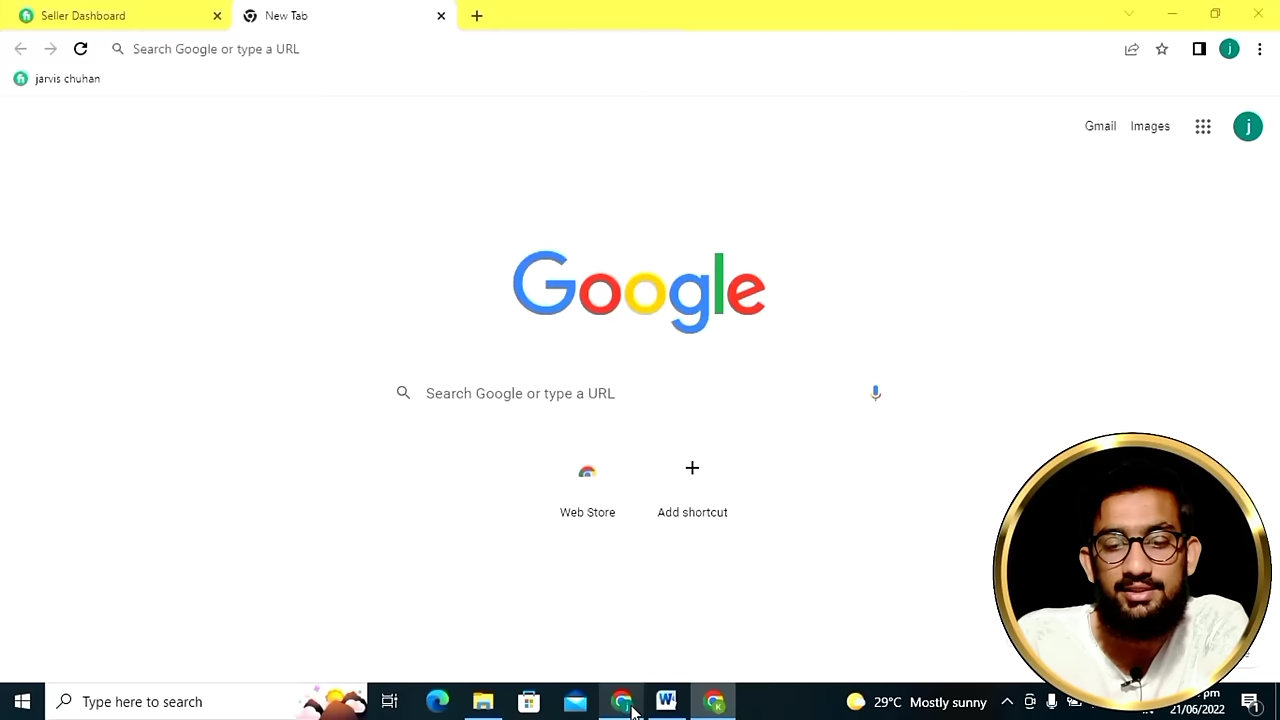 Seller Dashboard
New Tab
Search Google or type a URL
j
jarvis chuhan
Gmail
Images
j
Google
Search Google or type a URL
Web Store
Add shortcut
Type here to search
29°C Mostly sunny
pm
21/06/2022